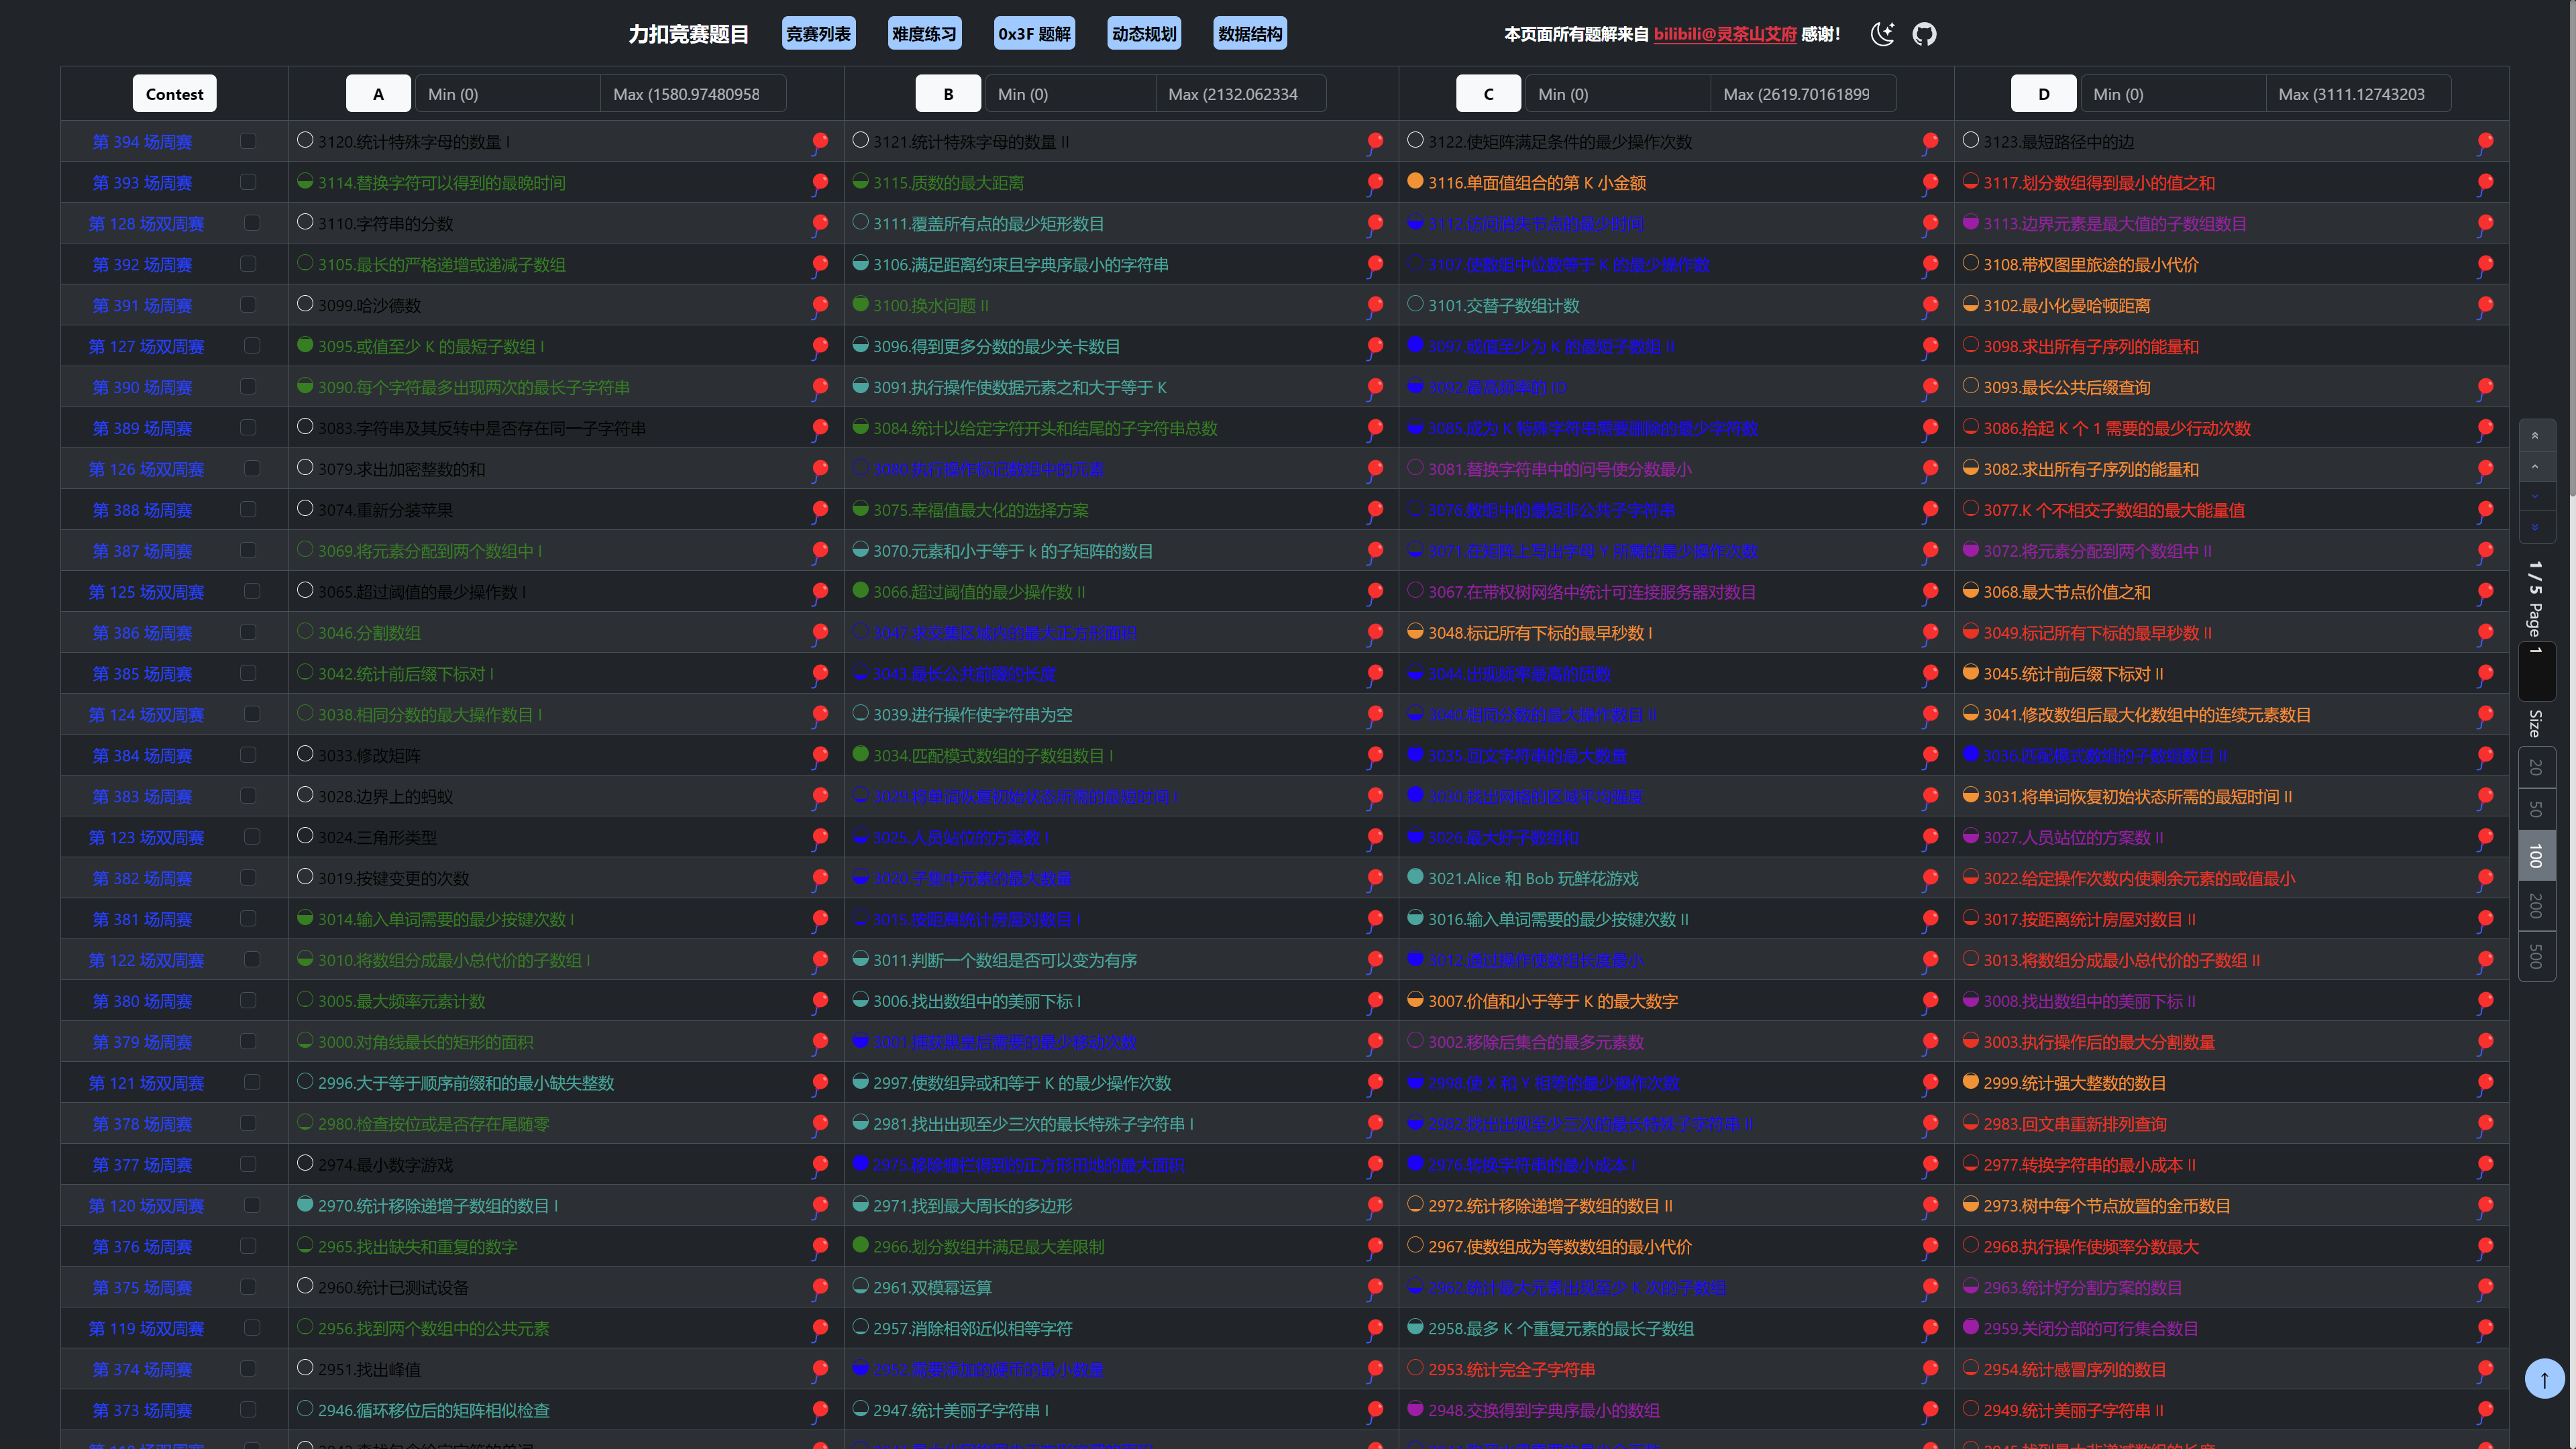 力扣竞赛题目 竞赛列表 难度练习 0x3F 题解 动态规划 数据结构 本页面所有题解来自 bilibili@灵茶山艾府 感谢!
Contest A Min (0) Max (1580.97480958 B Min (0) Max (2132.062334 C Min (0) Max (2619.70161899 D Min (0) Max (3111.12743203
第 394 场周赛 3120.统计特殊字母的数量 I 3121.统计特殊字母的数量 II 3122.使矩阵满足条件的最少操作次数 3123.最短路径中的边
第 393 场周赛 3114.替换字符可以得到的最晚时间 3115.质数的最大距离 3116.单面值组合的第 K 小金额 3117.划分数组得到最小的值之和
第 128 场双周赛 3110.字符串的分数 3111.覆盖所有点的最少矩形数目 3112.访问消失节点的最少时间 3113.边界元素是最大值的子数组数目
第 392 场周赛 3105.最长的严格递增或递减子数组 3106.满足距离约束且字典序最小的字符串 3107.使数组中位数等于 K 的最少操作数 3108.带权图里旅途的最小代价
第 391 场周赛 3099.哈沙德数 3100.换水问题 II 3101.交替子数组计数 3102.最小化曼哈顿距离
第 127 场双周赛 3095.或值至少 K 的最短子数组 I 3096.得到更多分数的最少关卡数目 3097.或值至少为 K 的最短子数组 II 3098.求出所有子序列的能量和
第 390 场周赛 3090.每个字符最多出现两次的最长子字符串 3091.执行操作使数据元素之和大于等于 K 3092.最高频率的 ID 3093.最长公共后缀查询
第 389 场周赛 3083.字符串及其反转中是否存在同一子字符串 3084.统计以给定字符开头和结尾的子字符串总数 3085.成为 K 特殊字符串需要删除的最少字符数 3086.拾起 K 个 1 需要的最少行动次数
第 126 场双周赛 3079.求出加密整数的和 3080.执行操作标记数组中的元素 3081.替换字符串中的问号使分数最小 3082.求出所有子序列的能量和
第 388 场周赛 3074.重新分装苹果 3075.幸福值最大化的选择方案 3076.数组中的最短非公共子字符串 3077.K 个不相交子数组的最大能量值
第 387 场周赛 3069.将元素分配到两个数组中 I 3070.元素和小于等于 k 的子矩阵的数目 3071.在矩阵上写出字母 Y 所需的最少操作次数 3072.将元素分配到两个数组中 II
第 125 场双周赛 3065.超过阈值的最少操作数 I 3066.超过阈值的最少操作数 II 3067.在带权树网络中统计可连接服务器对数目 3068.最大节点价值之和
第 386 场周赛 3046.分割数组 3047.求交集区域内的最大正方形面积 3048.标记所有下标的最早秒数 I 3049.标记所有下标的最早秒数 II
第 385 场周赛 3042.统计前后缀下标对 I 3043.最长公共前缀的长度 3044.出现频率最高的质数 3045.统计前后缀下标对 II
第 124 场双周赛 3038.相同分数的最大操作数目 I 3039.进行操作使字符串为空 3040.相同分数的最大操作数目 II 3041.修改数组后最大化数组中的连续元素数目
第 384 场周赛 3033.修改矩阵 3034.匹配模式数组的子数组数目 I 3035.回文字符串的最大数量 3036.匹配模式数组的子数组数目 II
第 383 场周赛 3028.边界上的蚂蚁 3029.将单词恢复初始状态所需的最短时间 I 3030.找出网格的区域平均强度 3031.将单词恢复初始状态所需的最短时间 II
第 123 场双周赛 3024.三角形类型 3025.人员站位的方案数 I 3026.最大好子数组和 3027.人员站位的方案数 II
第 382 场周赛 3019.按键变更的次数 3020.子集中元素的最大数量 3021.Alice 和 Bob 玩鲜花游戏 3022.给定操作次数内使剩余元素的或值最小
第 381 场周赛 3014.输入单词需要的最少按键次数 I 3015.按距离统计房屋对数目 I 3016.输入单词需要的最少按键次数 II 3017.按距离统计房屋对数目 II
第 122 场双周赛 3010.将数组分成最小总代价的子数组 I 3011.判断一个数组是否可以变为有序 3012.通过操作使数组长度最小 3013.将数组分成最小总代价的子数组 II
第 380 场周赛 3005.最大频率元素计数 3006.找出数组中的美丽下标 I 3007.价值和小于等于 K 的最大数字 3008.找出数组中的美丽下标 II
第 379 场周赛 3000.对角线最长的矩形的面积 3001.捕获黑皇后需要的最少移动次数 3002.移除后集合的最多元素数 3003.执行操作后的最大分割数量
第 121 场双周赛 2996.大于等于顺序前缀和的最小缺失整数 2997.使数组异或和等于 K 的最少操作次数 2998.使 X 和 Y 相等的最少操作次数 2999.统计强大整数的数目
第 378 场周赛 2980.检查按位或是否存在尾随零 2981.找出出现至少三次的最长特殊子字符串 I 2982.找出出现至少三次的最长特殊子字符串 II 2983.回文串重新排列查询
第 377 场周赛 2974.最小数字游戏 2975.移除栅栏得到的正方形田地的最大面积 2976.转换字符串的最小成本 I 2977.转换字符串的最小成本 II
第 120 场双周赛 2970.统计移除递增子数组的数目 I 2971.找到最大周长的多边形 2972.统计移除递增子数组的数目 II 2973.树中每个节点放置的金币数目
第 376 场周赛 2965.找出缺失和重复的数字 2966.划分数组并满足最大差限制 2967.使数组成为等数数组的最小代价 2968.执行操作使频率分数最大
第 375 场周赛 2960.统计已测试设备 2961.双模幂运算 2962.统计最大元素出现至少 K 次的子数组 2963.统计好分割方案的数目
第 119 场双周赛 2956.找到两个数组中的公共元素 2957.消除相邻近似相等字符 2958.最多 K 个重复元素的最长子数组 2959.关闭分部的可行集合数目
第 374 场周赛 2951.找出峰值 2952.需要添加的硬币的最小数量 2953.统计完全子字符串 2954.统计感冒序列的数目
第 373 场周赛 2946.循环移位后的矩阵相似检查 2947.统计美丽子字符串 I 2948.交换得到字典序最小的数组 2949.统计美丽子字符串 II
1 / 5 Page
1
Size
20
50
100
200
500